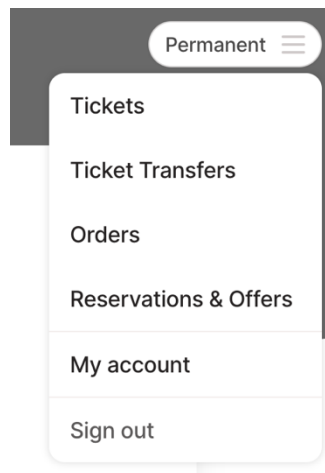 Permanent
Tickets
Ticket Transfers
Orders
Reservations & Offers
My account
Sign out